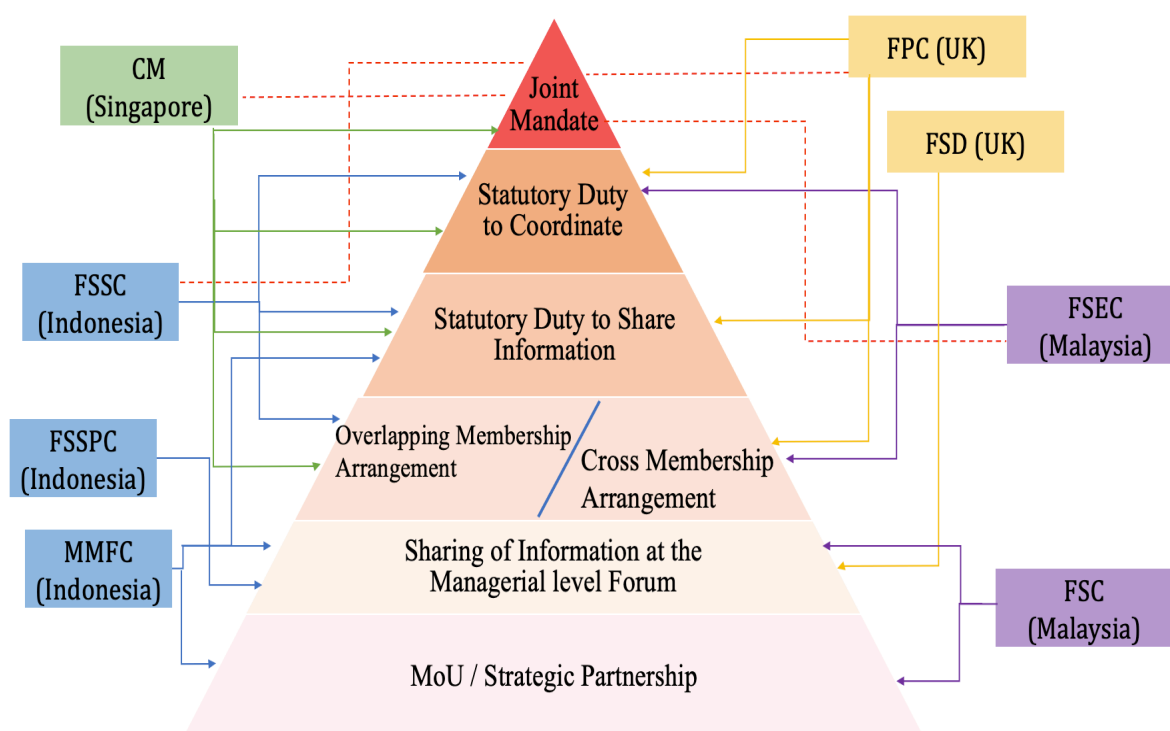 CM
(Singapore)
FPC (UK)
FSD (UK)
Joint
Mandate
Statutory Duty
to Coordinate
FSSC
(Indonesia)
Statutory Duty to Share
Information
FSEC
(Malaysia)
FSSPC
(Indonesia)
Overlapping Membership
Arrangement
Cross Membership
Arrangement
MMFC
(Indonesia)
Sharing of Information at the
Managerial level Forum
FSC
(Malaysia)
MoU / Strategic Partnership